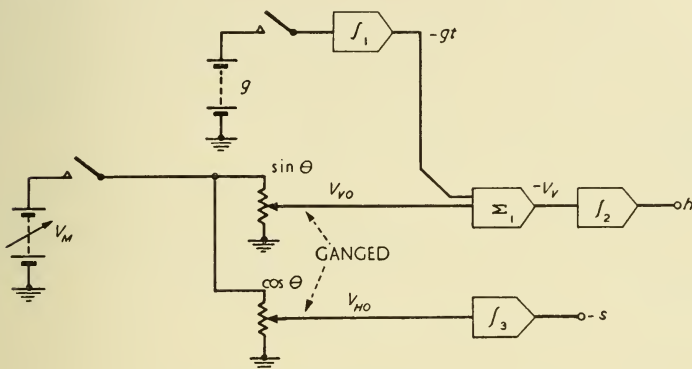 ∫₁
-gt
g
sin θ
V_VO
Σ₁
-V_V
∫₂
h
V_M
GANGED
cos θ
V_HO
∫₃
-s